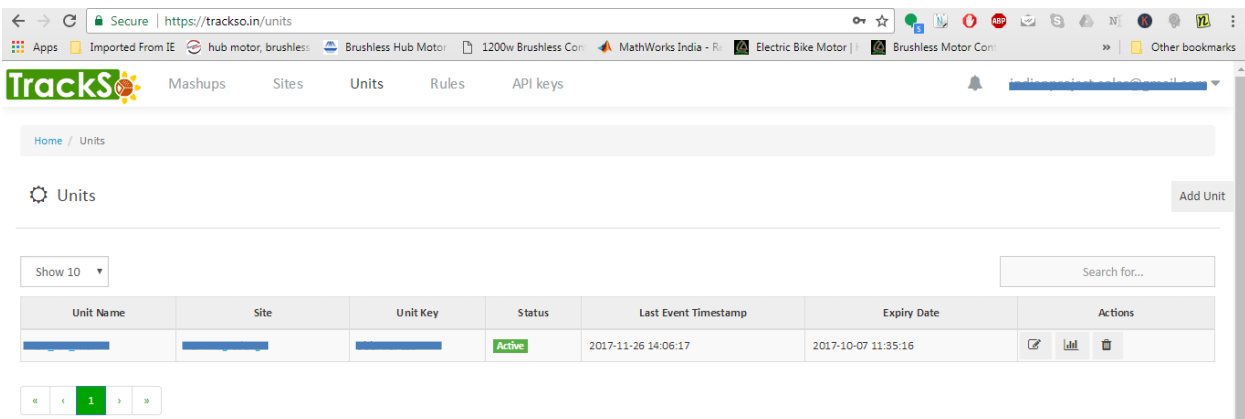 Secure | https://trackso.in/units
Apps Imported From IE hub motor, brushless Brushless Hub Motor 1200w Brushless Con MathWorks India - Re Electric Bike Motor | Brushless Motor Cont » Other bookmarks
TrackSo Mashups Sites Units Rules API keys
Home / Units
Units Add Unit
Show 10 Search for...
Unit Name Site Unit Key Status Last Event Timestamp Expiry Date Actions
Active 2017-11-26 14:06:17 2017-10-07 11:35:16
« ‹ 1 › »